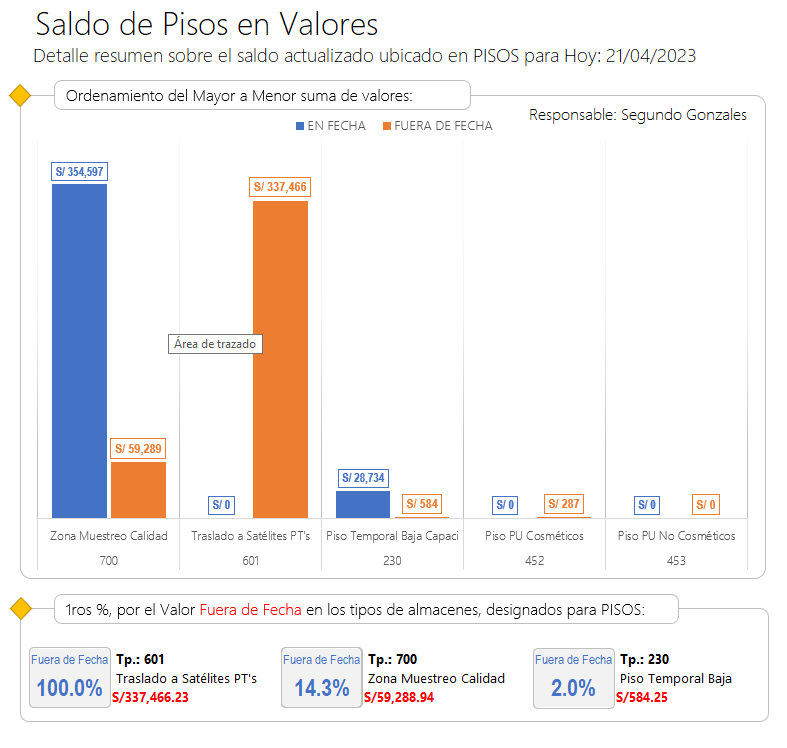 Saldo de Pisos en Valores
Detalle resumen sobre el saldo actualizado ubicado en PISOS para Hoy: 21/04/2023
Ordenamiento del Mayor a Menor suma de valores:
Responsable: Segundo Gonzales
EN FECHA FUERA DE FECHA
S/ 354,597
S/ 337,466
Área de trazado
S/ 59,289
S/ 28,734
S/ 0
S/ 584
S/ 0
S/ 287
S/ 0
S/ 0
Zona Muestreo Calidad Traslado a Satélites PT's Piso Temporal Baja Capaci Piso PU Cosméticos Piso PU No Cosméticos
700 601 230 452 453
1ros %, por el Valor Fuera de Fecha en los tipos de almacenes, designados para PISOS:
Fuera de Fecha
100.0%
Tp.: 601
Traslado a Satélites PT's
S/337,466.23
Fuera de Fecha
14.3%
Tp.: 700
Zona Muestreo Calidad
S/59,288.94
Fuera de Fecha
2.0%
Tp.: 230
Piso Temporal Baja
S/584.25